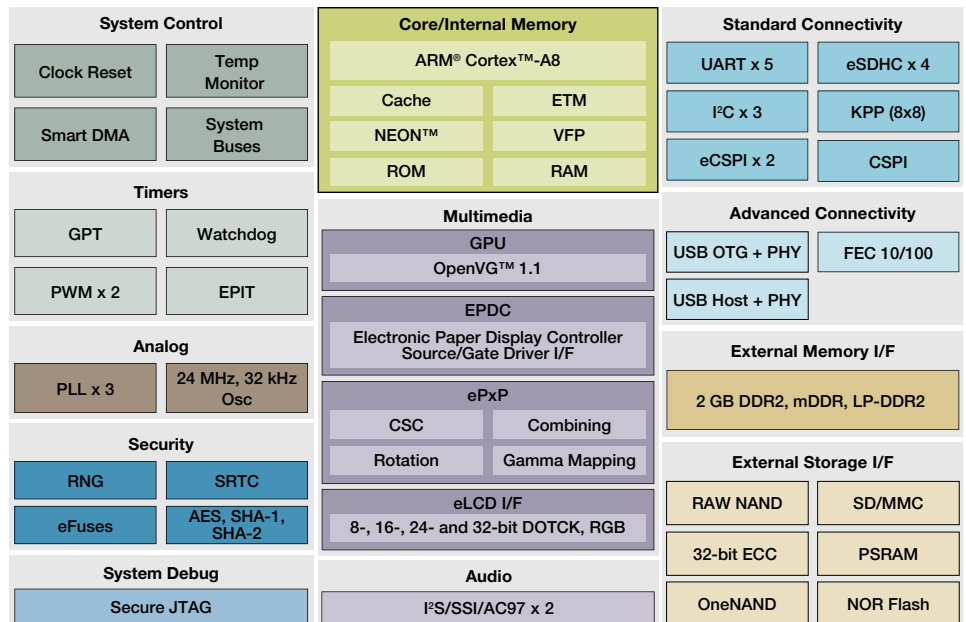 System Control
Clock Reset
Temp
Monitor
Smart DMA
System
Buses
Timers
GPT
Watchdog
PWM x 2
EPIT
Analog
PLL x 3
24 MHz, 32 kHz
Osc
Security
RNG
SRTC
eFuses
AES, SHA-1,
SHA-2
System Debug
Secure JTAG
Core/Internal Memory
ARM® Cortex™-A8
Cache
ETM
NEON™
VFP
ROM
RAM
Multimedia
GPU
OpenVG™ 1.1
EPDC
Electronic Paper Display Controller
Source/Gate Driver I/F
ePxP
CSC
Combining
Rotation
Gamma Mapping
eLCD I/F
8-, 16-, 24- and 32-bit DOTCK, RGB
Audio
I²S/SSI/AC97 x 2
Standard Connectivity
UART x 5
eSDHC x 4
I²C x 3
KPP (8x8)
eCSPI x 2
CSPI
Advanced Connectivity
USB OTG + PHY
FEC 10/100
USB Host + PHY
External Memory I/F
2 GB DDR2, mDDR, LP-DDR2
External Storage I/F
RAW NAND
SD/MMC
32-bit ECC
PSRAM
OneNAND
NOR Flash